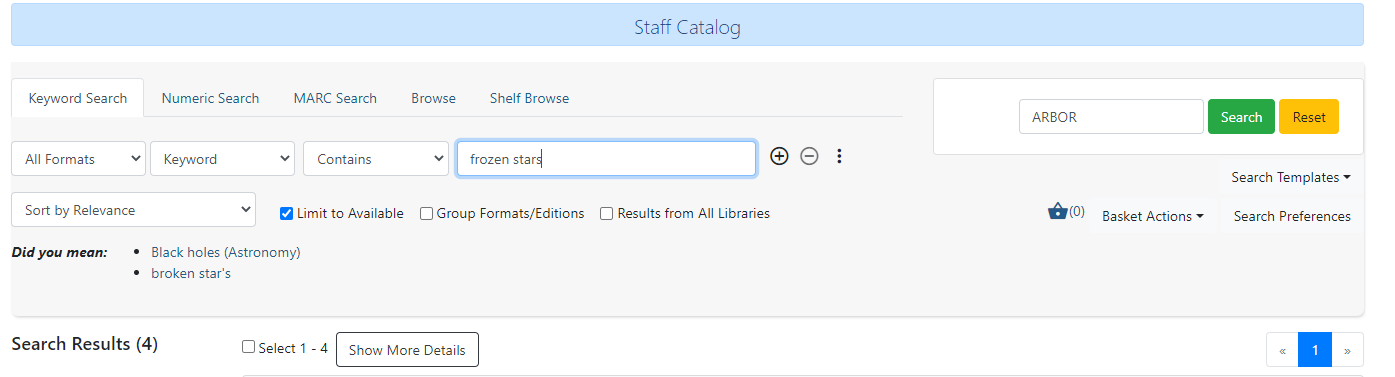 Staff Catalog
Keyword Search Numeric Search MARC Search Browse Shelf Browse
ARBOR Search Reset
All Formats Keyword Contains frozen stars
Search Templates
Sort by Relevance Limit to Available Group Formats/Editions Results from All Libraries (0) Basket Actions Search Preferences
Did you mean: • Black holes (Astronomy)
• broken star's
Search Results (4) Select 1 - 4 Show More Details « 1 »